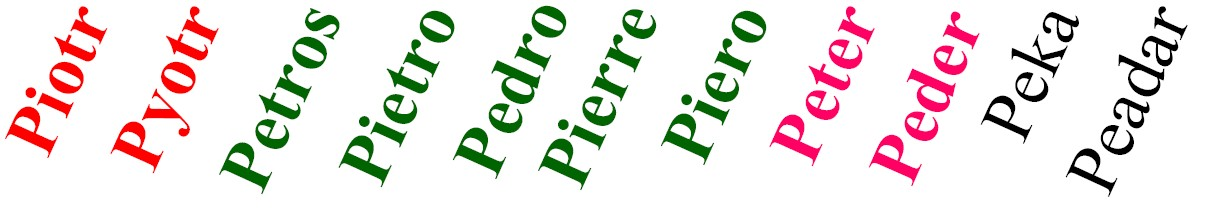 Piotr
Pyotr
Petros
Pietro
Pedro
Pierre
Piero
Peter
Peder
Peka
Peadar